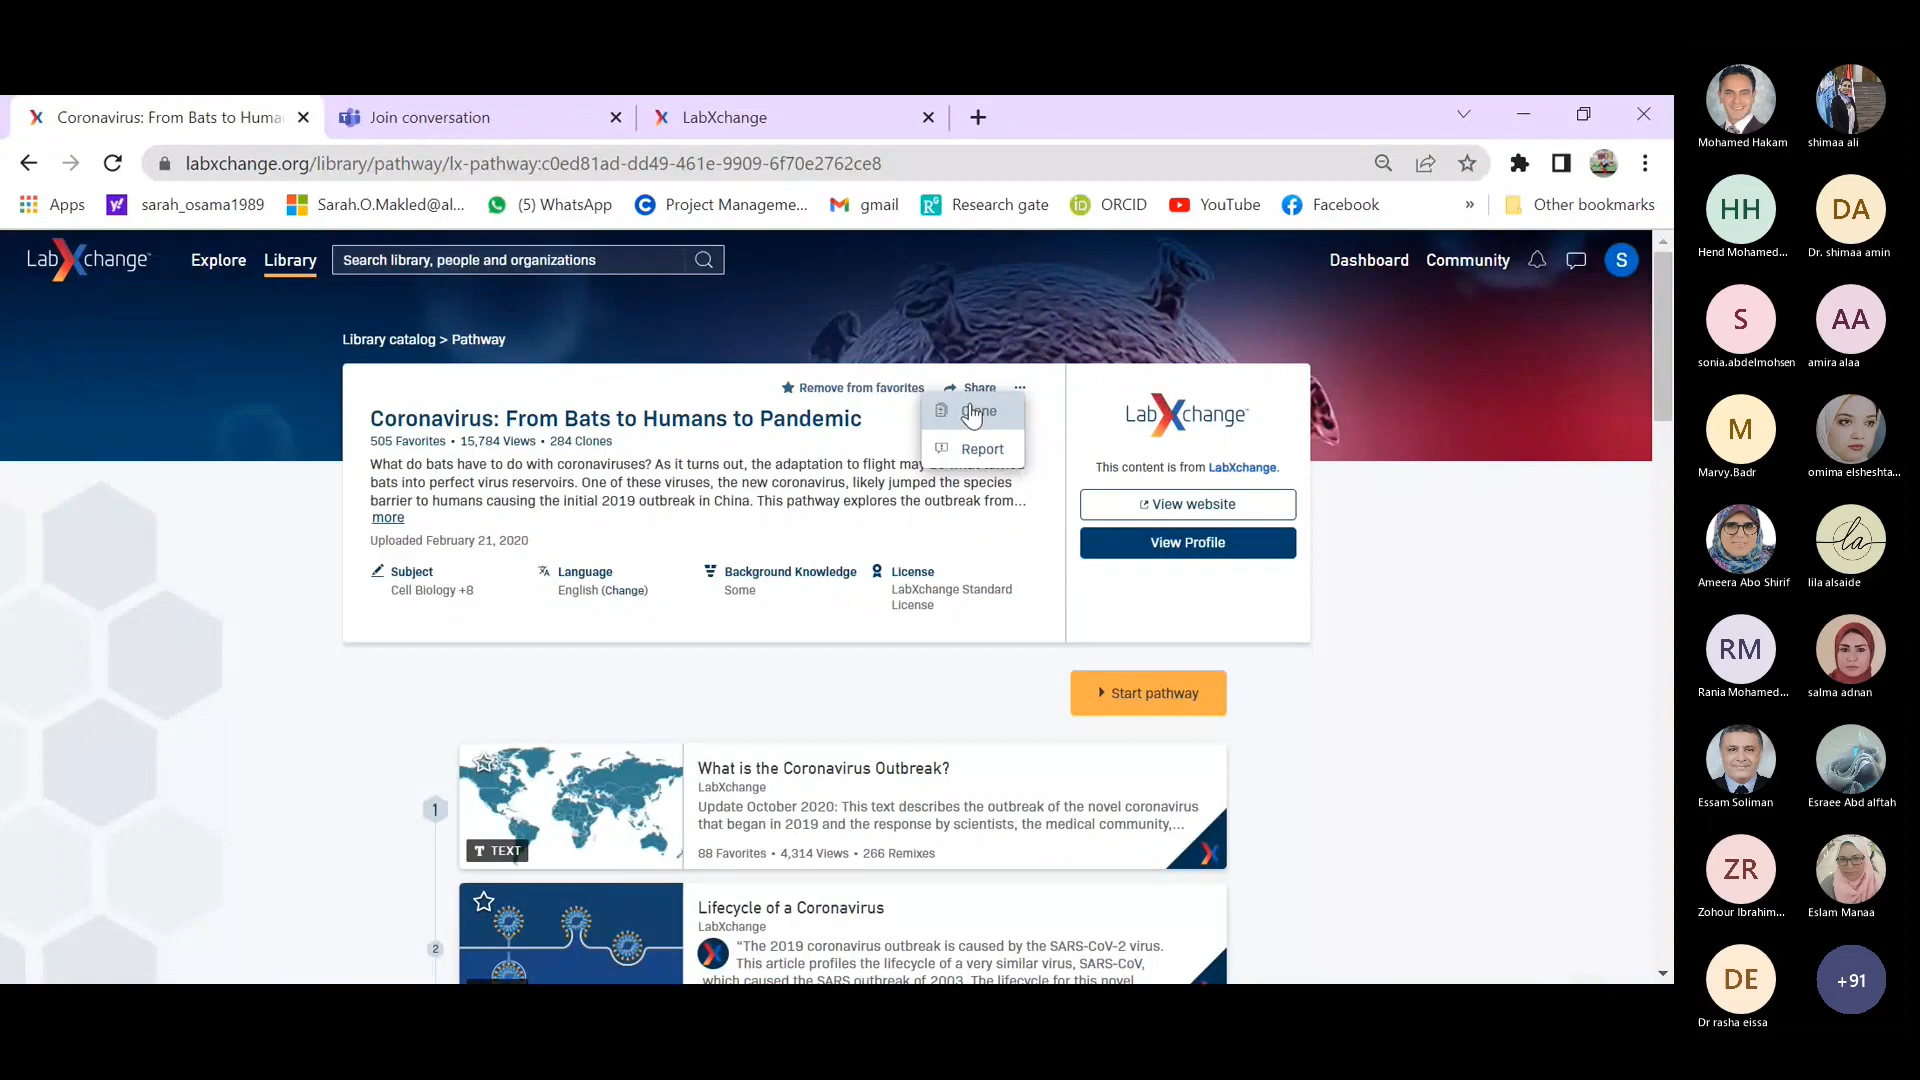 Coronavirus: From Bats to Huma
Join conversation
LabXchange
labxchange.org/library/pathway/lx-pathway:c0ed81ad-dd49-461e-9909-6f70e2762ce8
Apps
sarah_osama1989
Sarah.O.Makled@al...
(5) WhatsApp
Project Manageme...
gmail
Research gate
ORCID
YouTube
Facebook
»
Other bookmarks
LabXchange
Explore
Library
Search library, people and organizations
Dashboard
Community
S
Library catalog > Pathway
Remove from favorites
Share
...
Clone
Report
Coronavirus: From Bats to Humans to Pandemic
505 Favorites • 15,784 Views • 284 Clones
What do bats have to do with coronaviruses? As it turns out, the adaptation to flight may
bats into perfect virus reservoirs. One of these viruses, the new coronavirus, likely jumped the species
barrier to humans causing the initial 2019 outbreak in China. This pathway explores the outbreak from...
more
Uploaded February 21, 2020
Subject
Cell Biology +8
Language
English (Change)
Background Knowledge
Some
License
LabXchange Standard
License
LabXchange
This content is from LabXchange.
View website
View Profile
Start pathway
1
TEXT
What is the Coronavirus Outbreak?
LabXchange
Update October 2020: This text describes the outbreak of the novel coronavirus
that began in 2019 and the response by scientists, the medical community,...
88 Favorites • 4,314 Views • 266 Remixes
2
Lifecycle of a Coronavirus
LabXchange
"The 2019 coronavirus outbreak is caused by the SARS-CoV-2 virus.
This article profiles the lifecycle of a very similar virus, SARS-CoV,
which caused the SARS outbreak of 2003. The lifecycle for this novel
Mohamed Hakam
shimaa ali
HH
Hend Mohamed...
DA
Dr. shimaa amin
S
sonia.abdelmohsen
AA
amira alaa
M
Marvy.Badr
omima elsheshta...
Ameera Abo Shirif
la
lila alsaide
RM
Rania Mohamed...
salma adnan
Essam Soliman
Esraee Abd alftah
ZR
Zohour Ibrahim...
Eslam Manaa
DE
Dr rasha eissa
+91